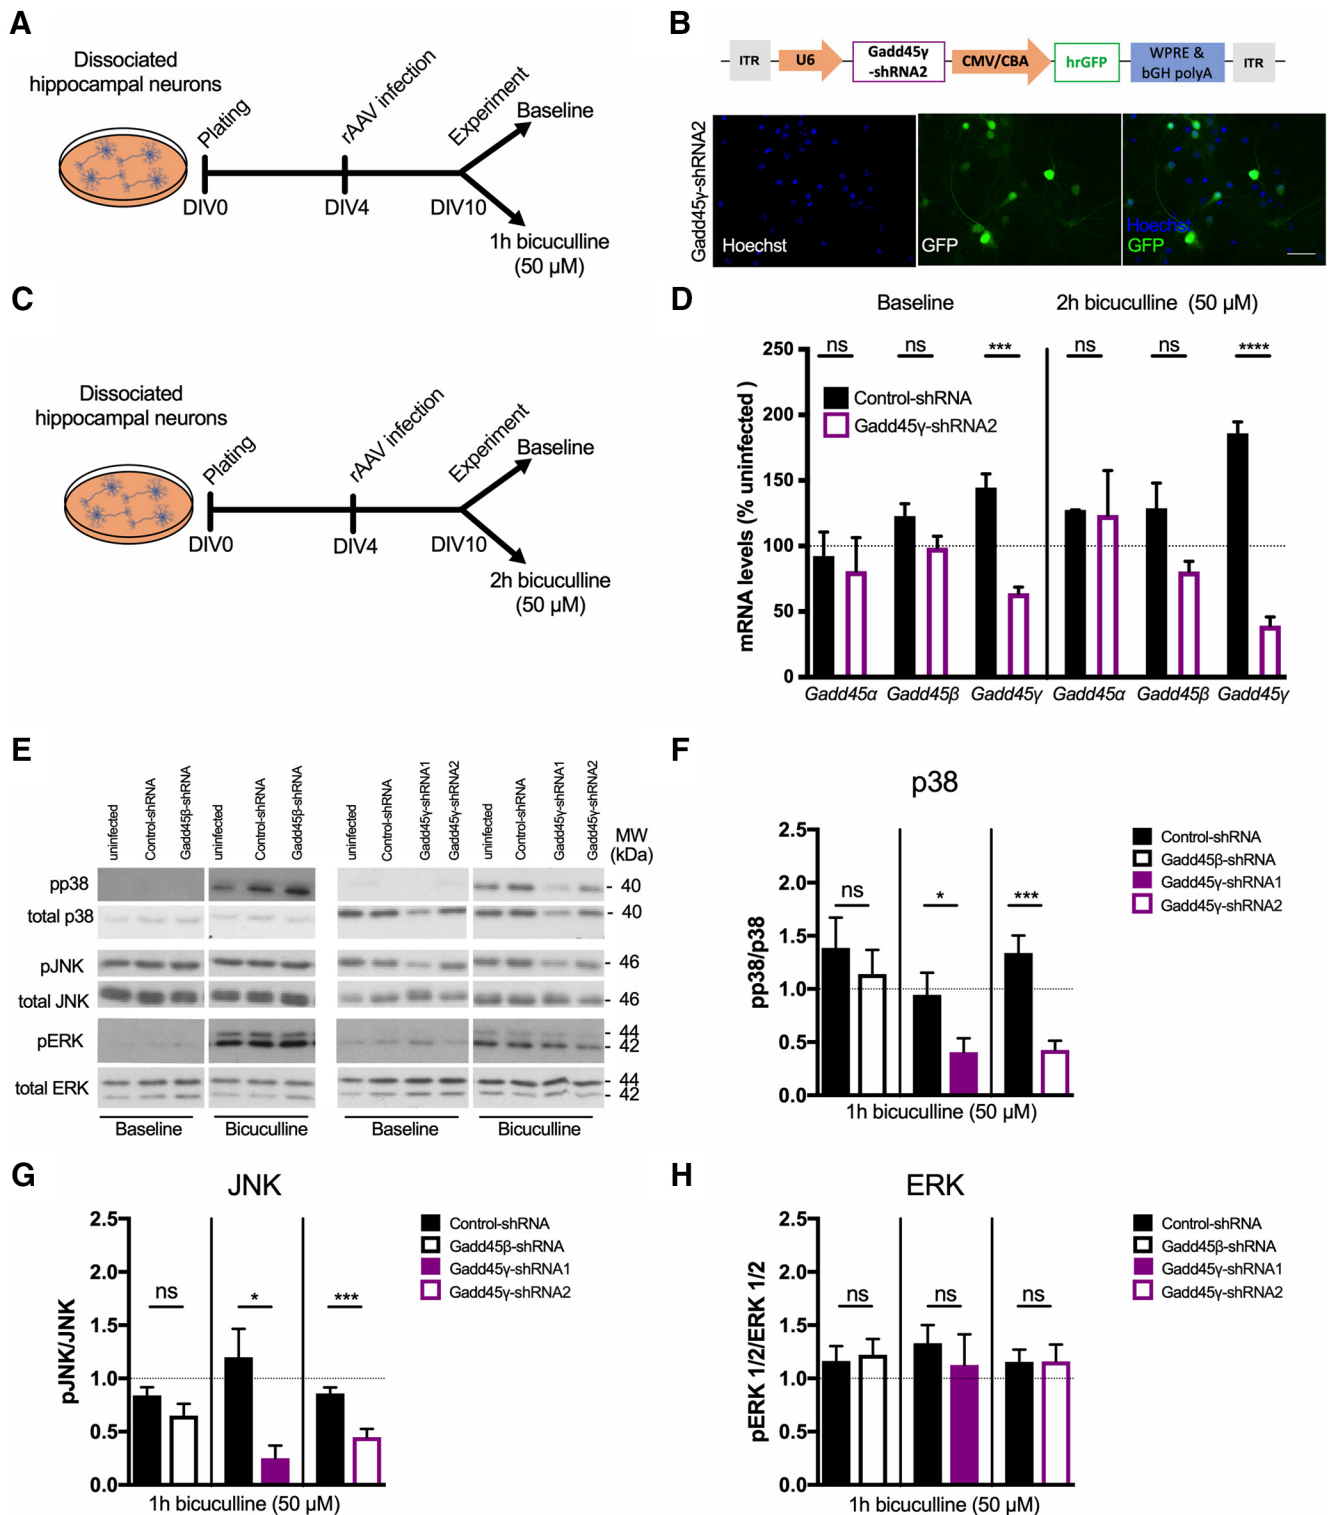 A
Dissociated
hippocampal neurons
Plating
rAAV infection
Experiment
Baseline
DIV0
DIV4
DIV10
1h bicuculline
(50 µM)
B
ITR
U6
Gadd45γ
-shRNA2
CMV/CBA
hrGFP
WPRE &
bGH polyA
ITR
Gadd45γ-shRNA2
Hoechst
GFP
Hoechst
GFP
C
Dissociated
hippocampal neurons
Plating
rAAV infection
Experiment
Baseline
DIV0
DIV4
DIV10
2h bicuculline
(50 µM)
D
Baseline
2h bicuculline (50 µM)
ns
ns
***
ns
ns
****
Control-shRNA
Gadd45γ-shRNA2
mRNA levels (% uninfected )
250
200
150
100
50
0
Gadd45α
Gadd45β
Gadd45γ
Gadd45α
Gadd45β
Gadd45γ
E
uninfected
Control-shRNA
Gadd45β-shRNA
uninfected
Control-shRNA
Gadd45β-shRNA
uninfected
Control-shRNA
Gadd45γ-shRNA1
Gadd45γ-shRNA2
uninfected
Control-shRNA
Gadd45γ-shRNA1
Gadd45γ-shRNA2
MW
(kDa)
pp38
- 40
total p38
- 40
pJNK
- 46
total JNK
- 46
pERK
- 44
- 42
total ERK
- 44
- 42
Baseline
Bicuculline
Baseline
Bicuculline
F
p38
pp38/p38
2.5
2.0
1.5
1.0
0.5
0.0
ns
*
***
1h bicuculline (50 µM)
Control-shRNA
Gadd45β-shRNA
Gadd45γ-shRNA1
Gadd45γ-shRNA2
G
JNK
pJNK/JNK
2.5
2.0
1.5
1.0
0.5
0.0
ns
*
***
1h bicuculline (50 µM)
Control-shRNA
Gadd45β-shRNA
Gadd45γ-shRNA1
Gadd45γ-shRNA2
H
ERK
pERK 1/2/ERK 1/2
2.5
2.0
1.5
1.0
0.5
0.0
ns
ns
ns
1h bicuculline (50 µM)
Control-shRNA
Gadd45β-shRNA
Gadd45γ-shRNA1
Gadd45γ-shRNA2